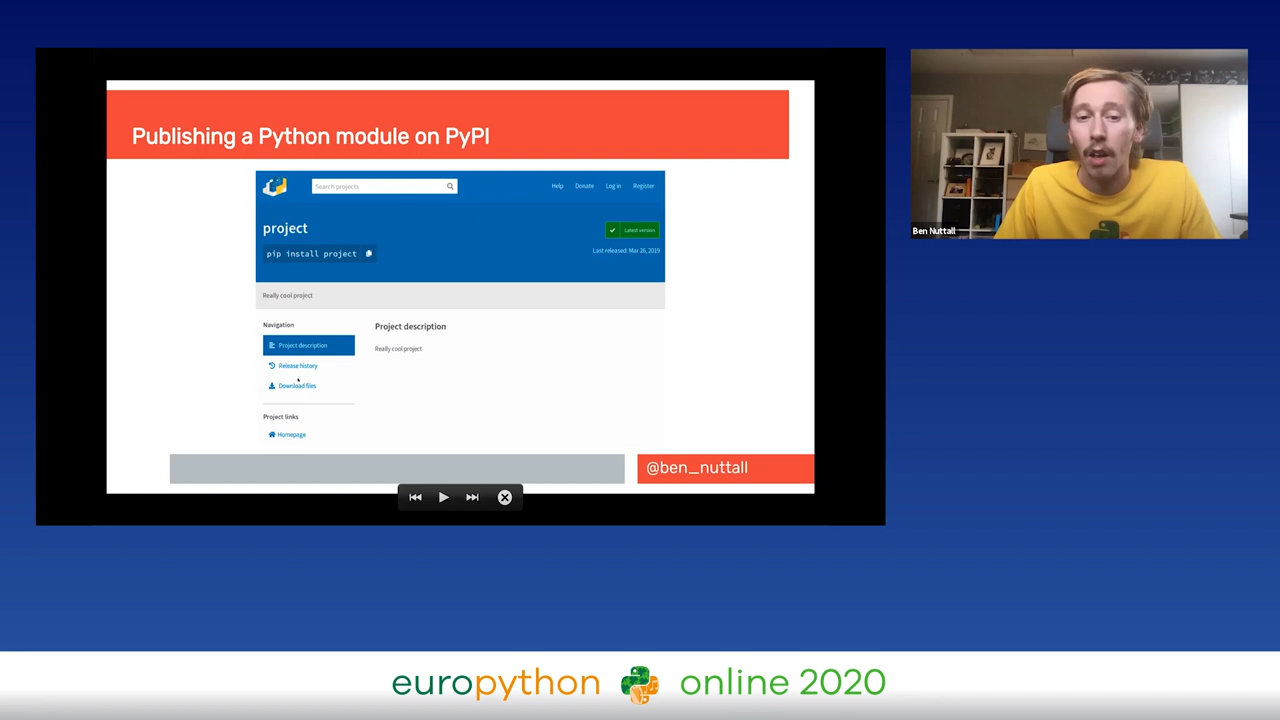 Publishing a Python module on PyPI
Search projects
Help Donate Log in Register
project
Latest version
pip install project
Last released: Mar 26, 2019
Really cool project
Navigation
Project description
Release history
Download files
Project links
Homepage
Project description
Really cool project
@ben_nuttall
Ben Nuttall
europython online 2020